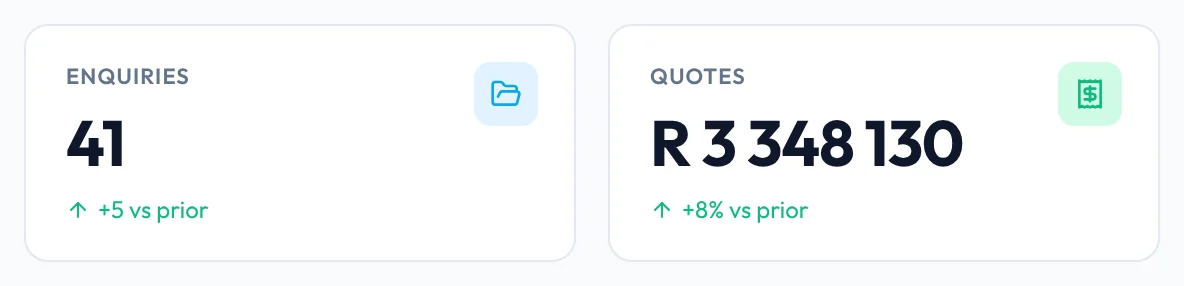 ENQUIRIES
41
↑ +5 vs prior
QUOTES
$
R 3 348 130
↑ +8% vs prior